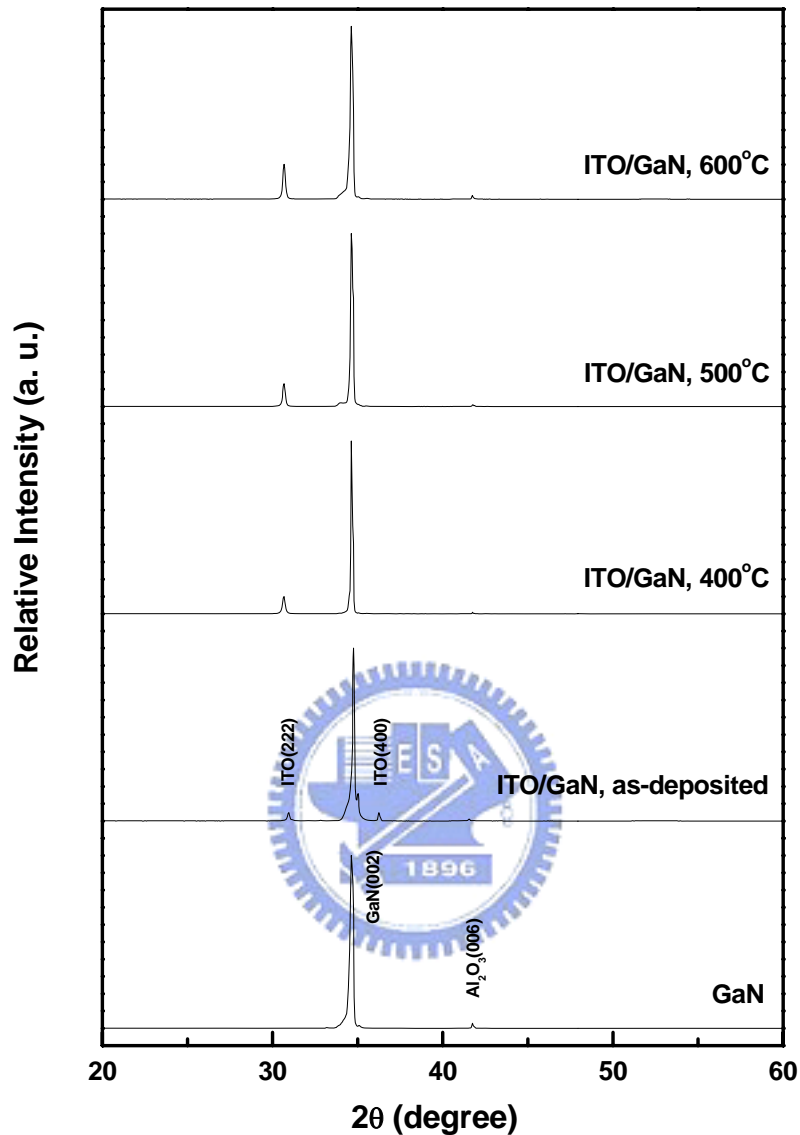 ITO/GaN, 600°C
ITO/GaN, 500°C
ITO/GaN, 400°C
ITO(222)
ITO(400)
ITO/GaN, as-deposited
ESA
1896
GaN(002)
Al₂O₃(006)
GaN
Relative Intensity (a. u.)
20 30 40 50 60
2θ (degree)